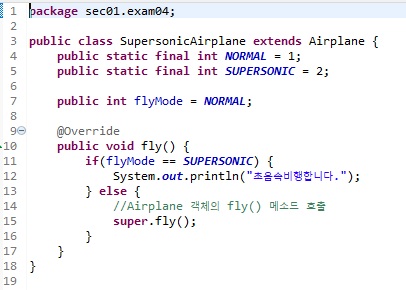 1 package sec01.exam04;
2
3 public class SupersonicAirplane extends Airplane {
4     public static final int NORMAL = 1;
5     public static final int SUPERSONIC = 2;
6
7     public int flyMode = NORMAL;
8
9     @Override
10     public void fly() {
11         if(flyMode == SUPERSONIC) {
12             System.out.println("초음속비행합니다.");
13         } else {
14             //Airplane 객체의 fly() 메소드 호출
15             super.fly();
16         }
17     }
18 }
19